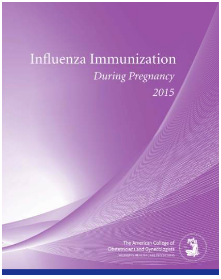 Influenza Immunization
During Pregnancy
2015
The American College of
Obstetricians and Gynecologists